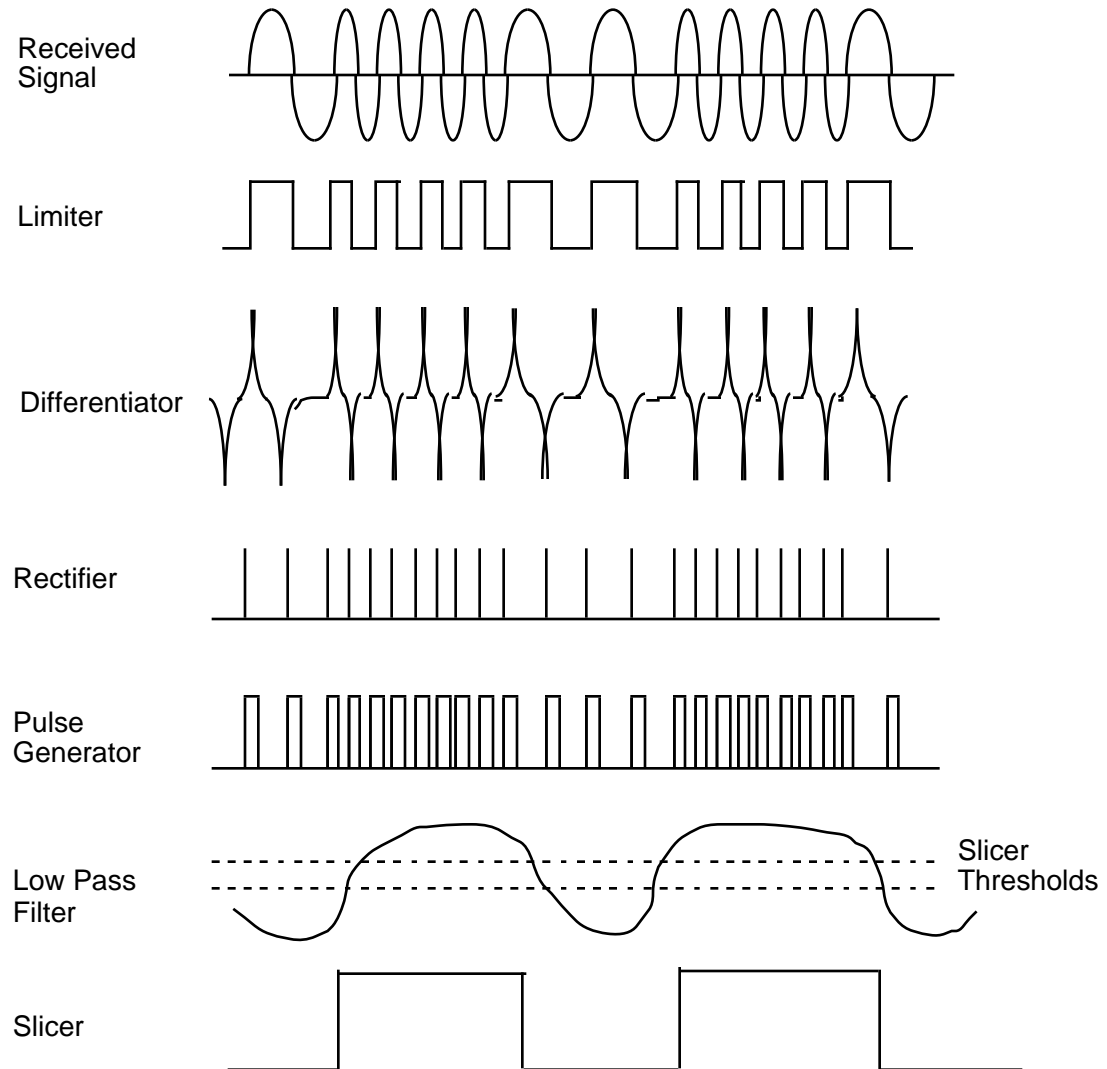 Received
Signal
Limiter
Differentiator
Rectifier
Pulse
Generator
Low Pass
Filter
Slicer
Thresholds
Slicer